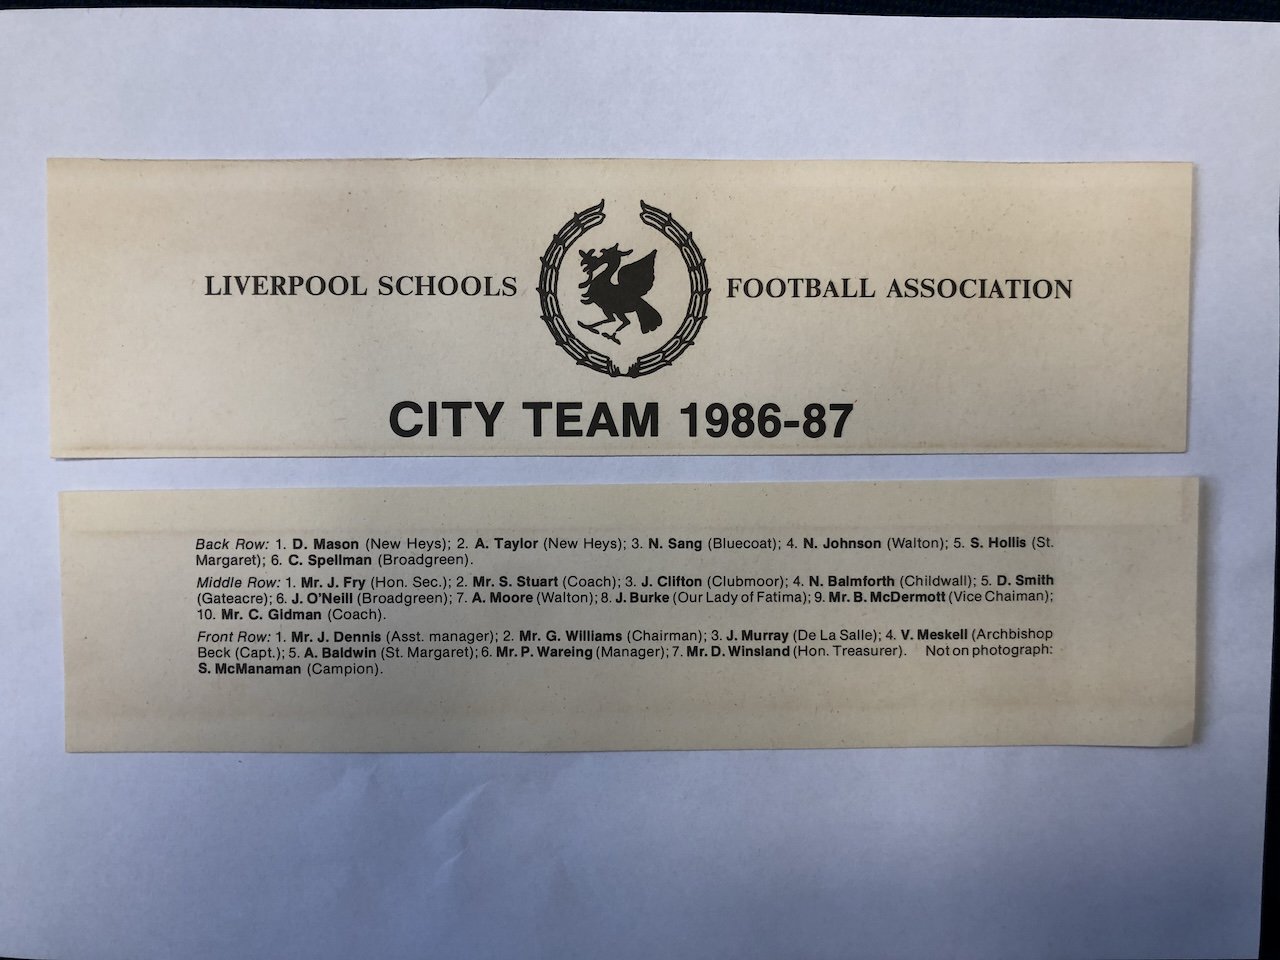 LIVERPOOL SCHOOLS FOOTBALL ASSOCIATION
CITY TEAM 1986-87
Back Row: 1. D. Mason (New Heys); 2. A. Taylor (New Heys); 3. N. Sang (Bluecoat); 4. N. Johnson (Walton); 5. S. Hollis (St.
Margaret); 6. C. Spellman (Broadgreen).
Middle Row: 1. Mr. J. Fry (Hon. Sec.); 2. Mr. S. Stuart (Coach); 3. J. Clifton (Clubmoor); 4. N. Balmforth (Childwall); 5. D. Smith
(Gateacre); 6. J. O'Neill (Broadgreen); 7. A. Moore (Walton); 8. J. Burke (Our Lady of Fatima); 9. Mr. B. McDermott (Vice Chaiman);
10. Mr. C. Gidman (Coach).
Front Row: 1. Mr. J. Dennis (Asst. manager); 2. Mr. G. Williams (Chairman); 3. J. Murray (De La Salle); 4. V. Meskell (Archbishop
Beck (Capt.); 5. A. Baldwin (St. Margaret); 6. Mr. P. Wareing (Manager); 7. Mr. D. Winsland (Hon. Treasurer). Not on photograph:
S. McManaman (Campion).